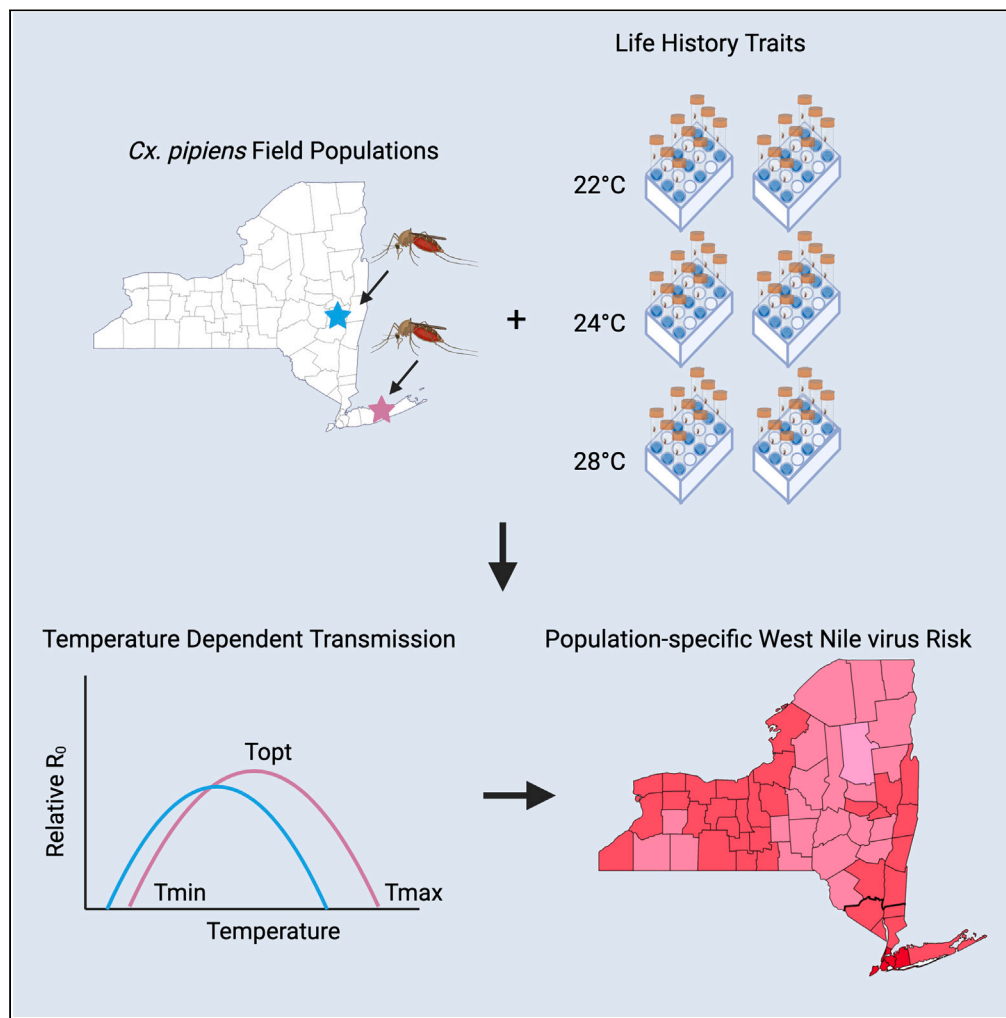 Life History Traits
Cx. pipiens Field Populations
22°C
+
24°C
28°C
Temperature Dependent Transmission
Population-specific West Nile virus Risk
Relative R₀
Topt
Tmin
Tmax
Temperature